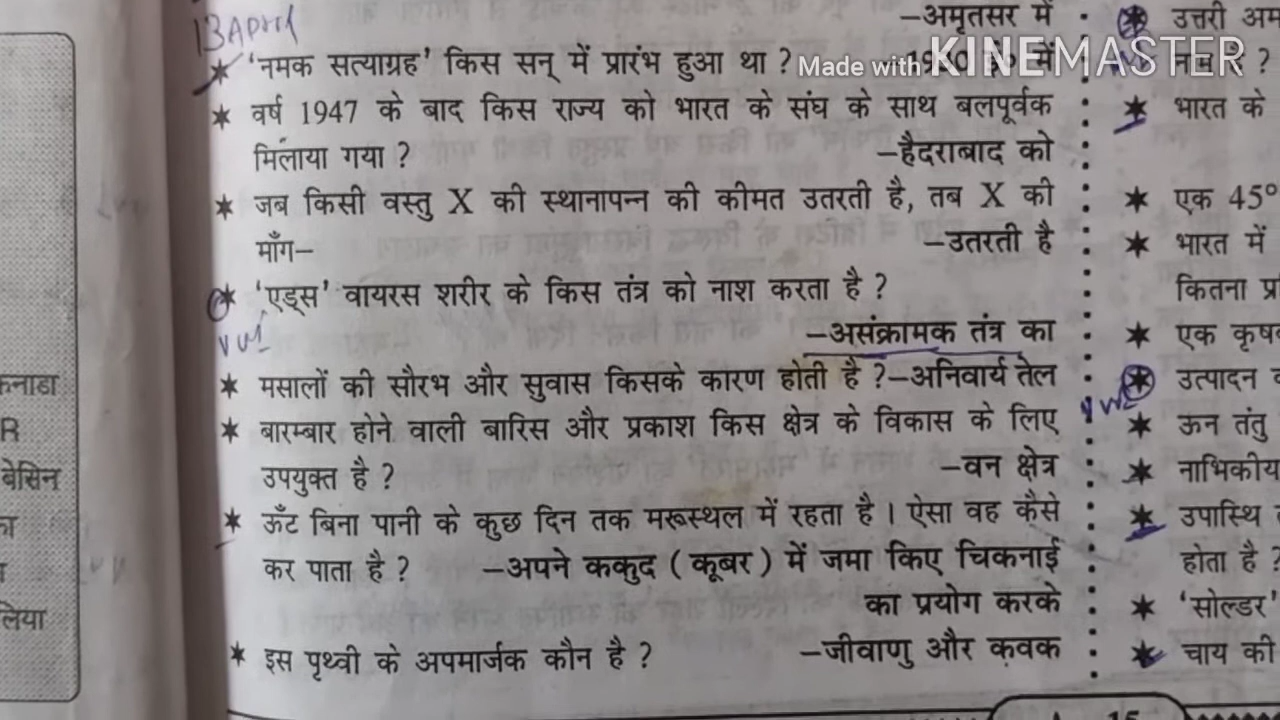 13 April
–अमृतसर में
'नमक सत्याग्रह' किस सन् में प्रारंभ हुआ था ?
Made with KINEMASTER
★ वर्ष 1947 के बाद किस राज्य को भारत के संघ के साथ बलपूर्वक
मिलाया गया ? –हैदराबाद को
★ जब किसी वस्तु X की स्थानापन्न की कीमत उतरती है, तब X की
माँग– –उतरती है
★ 'एड्स' वायरस शरीर के किस तंत्र को नाश करता है ?
–असंक्रामक तंत्र का
★ मसालों की सौरभ और सुवास किसके कारण होती है ?–अनिवार्य तेल
★ बारम्बार होने वाली बारिस और प्रकाश किस क्षेत्र के विकास के लिए
उपयुक्त है ? –वन क्षेत्र
★ ऊँट बिना पानी के कुछ दिन तक मरूस्थल में रहता है। ऐसा वह कैसे
कर पाता है ? –अपने ककुद ( कूबर ) में जमा किए चिकनाई
का प्रयोग करके
★ इस पृथ्वी के अपमार्जक कौन है ? –जीवाणु और कवक
★ उत्तरी
★ भारत के
★ एक 45°
★ भारत में
कितना
★ एक
★ उत्पादन
★ ऊन तंतु
★ नाभिकीय
★ उपास्थि
होता है ?
★ 'सोल्डर'
★ चाय की
R
बेसिन
15